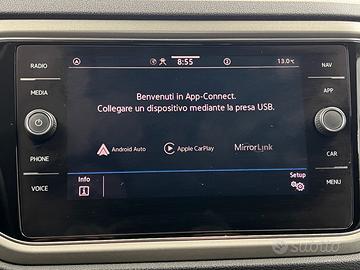 RADIO
MEDIA
PHONE
VOICE
8:55
13.0°C
Benvenuti in App-Connect.
Collegare un dispositivo mediante la presa USB.
Android Auto
Apple CarPlay
MirrorLink
Info
Setup
NAV
APP
CAR
MENU
subito